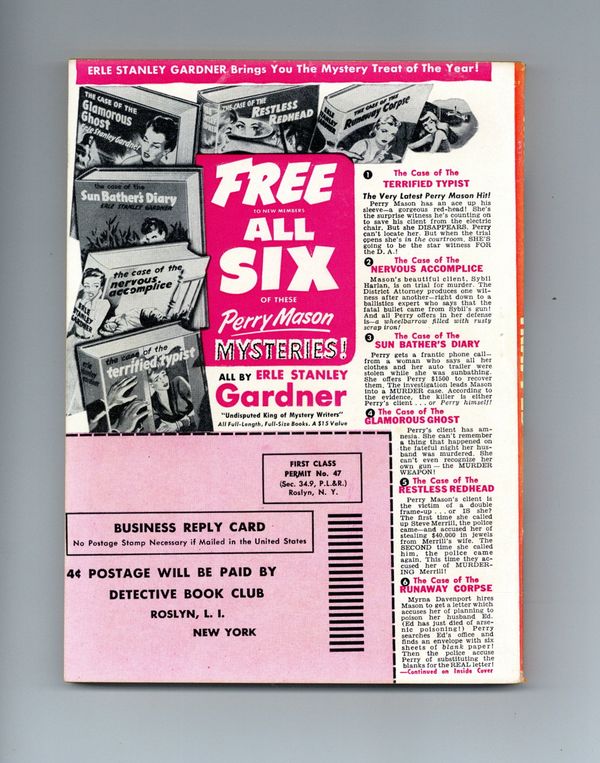 ERLE STANLEY GARDNER Brings You The Mystery Treat of The Year!
THE CASE OF THE
Glamorous
Ghost
Erle Stanley Gardner
THE CASE OF THE
RESTLESS
REDHEAD
THE CASE OF THE
Runaway Corpse
the case of the
Sun Bather's Diary
ERLE STANLEY GARDNER
the case of the
nervous
accomplice
ERLE
STANLEY
GARDNER
the case of the
terrified typist
FREE
TO NEW MEMBERS
ALL
SIX
OF THESE
Perry Mason
MYSTERIES!
ALL BY ERLE STANLEY
Gardner
"Undisputed King of Mystery Writers"
All Full-Length, Full-Size Books. A $15 Value
1 The Case of The
TERRIFIED TYPIST
The Very Latest Perry Mason Hit!
Perry Mason has an ace up his
sleeve—a gorgeous red-head! She's
the surprise witness he's counting on
to save his client from the electric
chair. But she DISAPPEARS. Perry
can't locate her. But when the trial
opens she's in the courtroom, SHE'S
going to be the star witness FOR
the D. A.!
2 The Case of The
NERVOUS ACCOMPLICE
Mason's beautiful client, Sybil
Harlan, is on trial for murder. The
District Attorney produces one wit-
ness after another—right down to a
ballistics expert who says that the
fatal bullet came from Sybil's gun!
And all Perry offers in her defense
is—a wheelbarrow filled with rusty
scrap iron!
3 The Case of The
SUN BATHER'S DIARY
Perry gets a frantic phone call—
from a woman who says all her
clothes and her auto trailer were
stolen while she was sunbathing.
She offers Perry $1500 to recover
them. The investigation leads Mason
into a MURDER case. According to
the evidence, the killer is either
Perry's client . . . or Perry himself!
4 The Case of The
GLAMOROUS GHOST
Perry's client has am-
nesia. She can't remember
a thing that happened on
the fateful night her hus-
band was murdered. She
can't even recognize her
own gun — the MURDER
WEAPON!
5 The Case of The
RESTLESS REDHEAD
Perry Mason's client is
the victim of a double
frame-up . . . or IS she?
The first time she called
up Steve Merrill, the police
came—and accused her of
stealing $40,000 in jewels
from Merrill's wife. The
SECOND time she called
him, the police came
again. This time they ac-
cused her of MURDER-
ING Merrill!
6 The Case of The
RUNAWAY CORPSE
Myrna Davenport hires
Mason to get a letter which
accuses her of planning to
poison her husband Ed.
(Ed has just died of arse-
nic poisoning!) Perry
searches Ed's office and
finds an envelope with six
sheets of blank paper!
Then the police accuse
Perry of substituting the
blanks for the REAL letter!
—Continued on Inside Cover
FIRST CLASS
PERMIT No. 47
(Sec. 34.9, P.L.&R.)
Roslyn, N. Y.
BUSINESS REPLY CARD
No Postage Stamp Necessary if Mailed in the United States
4¢ POSTAGE WILL BE PAID BY
DETECTIVE BOOK CLUB
ROSLYN, L. I.
NEW YORK